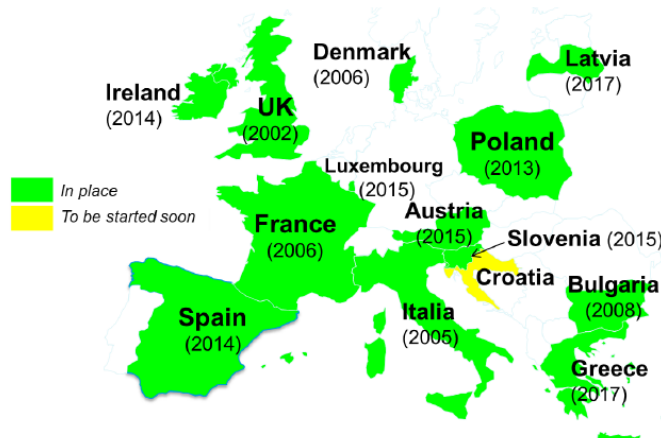 Denmark
(2006)
Latvia
(2017)
Ireland
(2014)
UK
(2002)
Poland
(2013)
Luxembourg
(2015)
In place
To be started soon
France
(2006)
Austria
(2015)
Slovenia (2015)
Croatia
Bulgaria
(2008)
Spain
(2014)
Italia
(2005)
Greece
(2017)